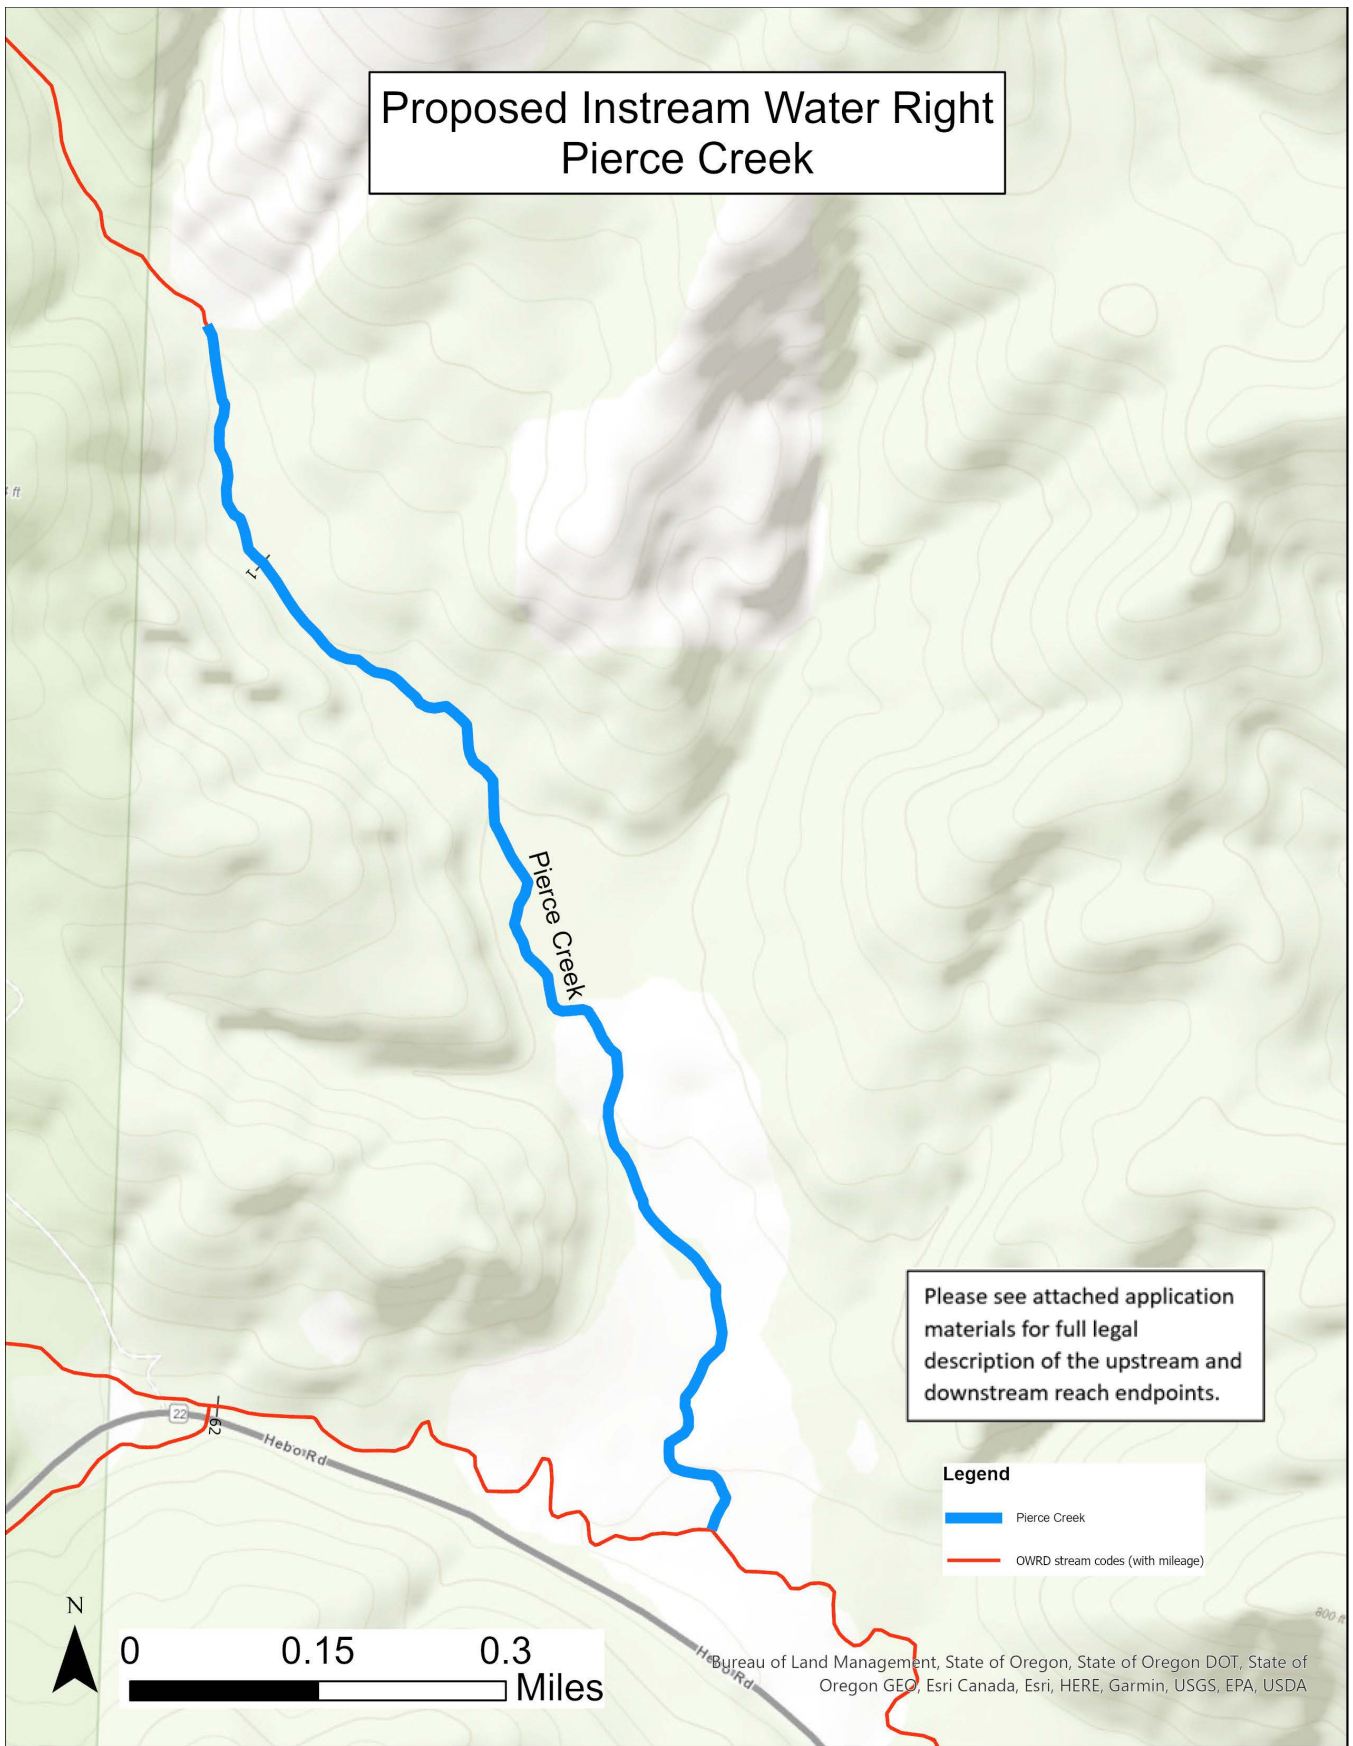 Proposed Instream Water Right
Pierce Creek
1
Pierce Creek
Please see attached application
materials for full legal
description of the upstream and
downstream reach endpoints.
22
62
Hebo Rd
Legend
Pierce Creek
OWRD stream codes (with mileage)
N
0 0.15 0.3
Miles
800 ft
Hebo Rd
Bureau of Land Management, State of Oregon, State of Oregon DOT, State of
Oregon GEO, Esri Canada, Esri, HERE, Garmin, USGS, EPA, USDA